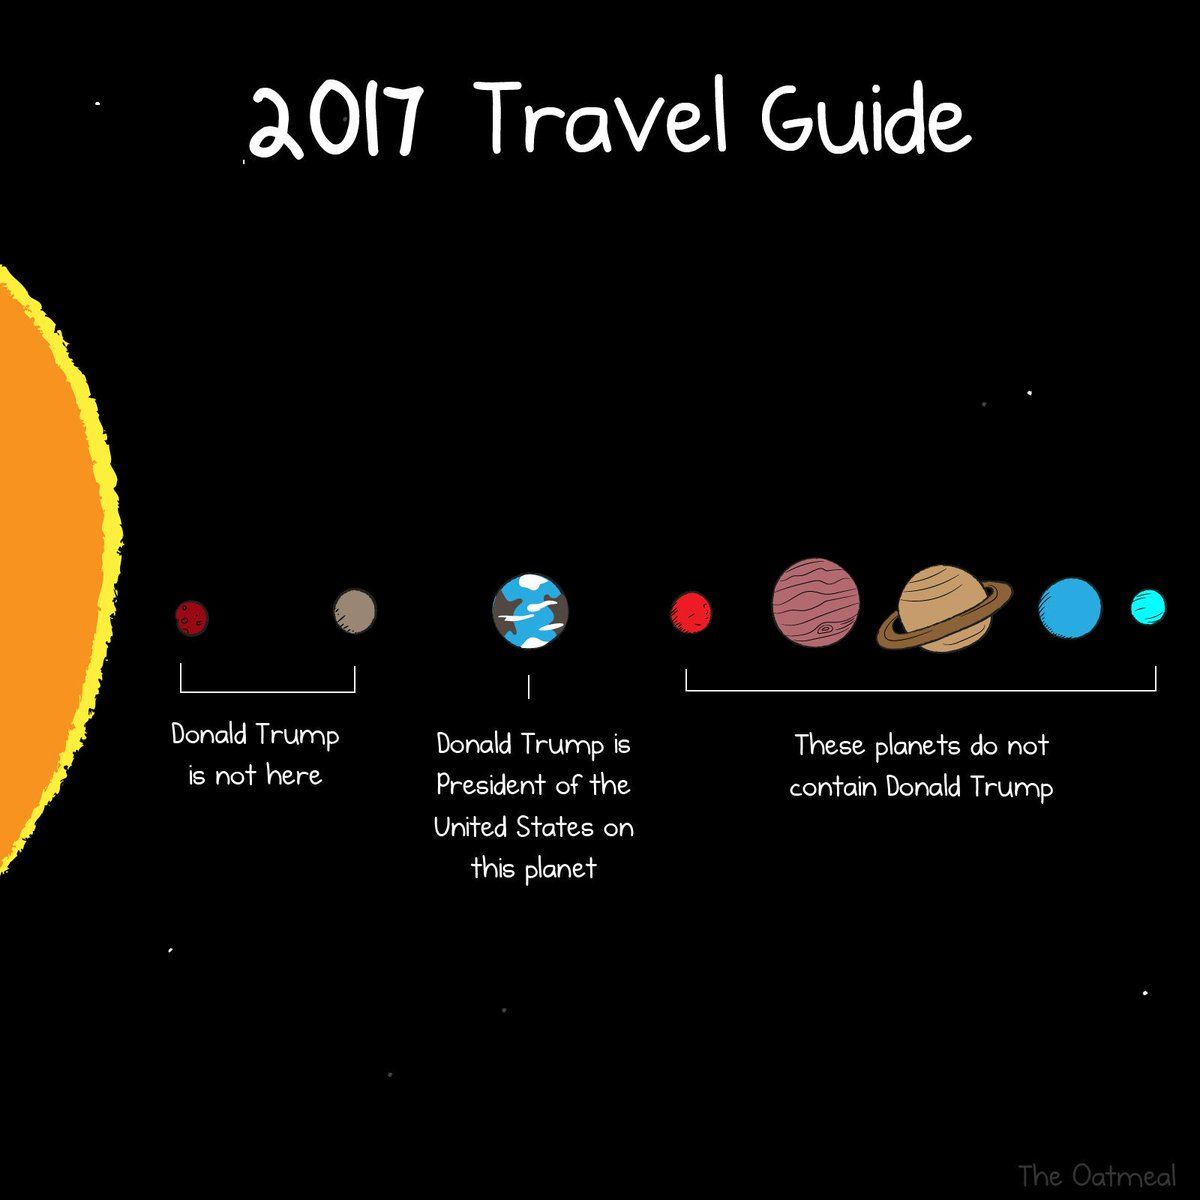 2017 Travel Guide
Donald Trump
is not here
Donald Trump is
President of the
United States on
this planet
These planets do not
contain Donald Trump
The Oatmeal